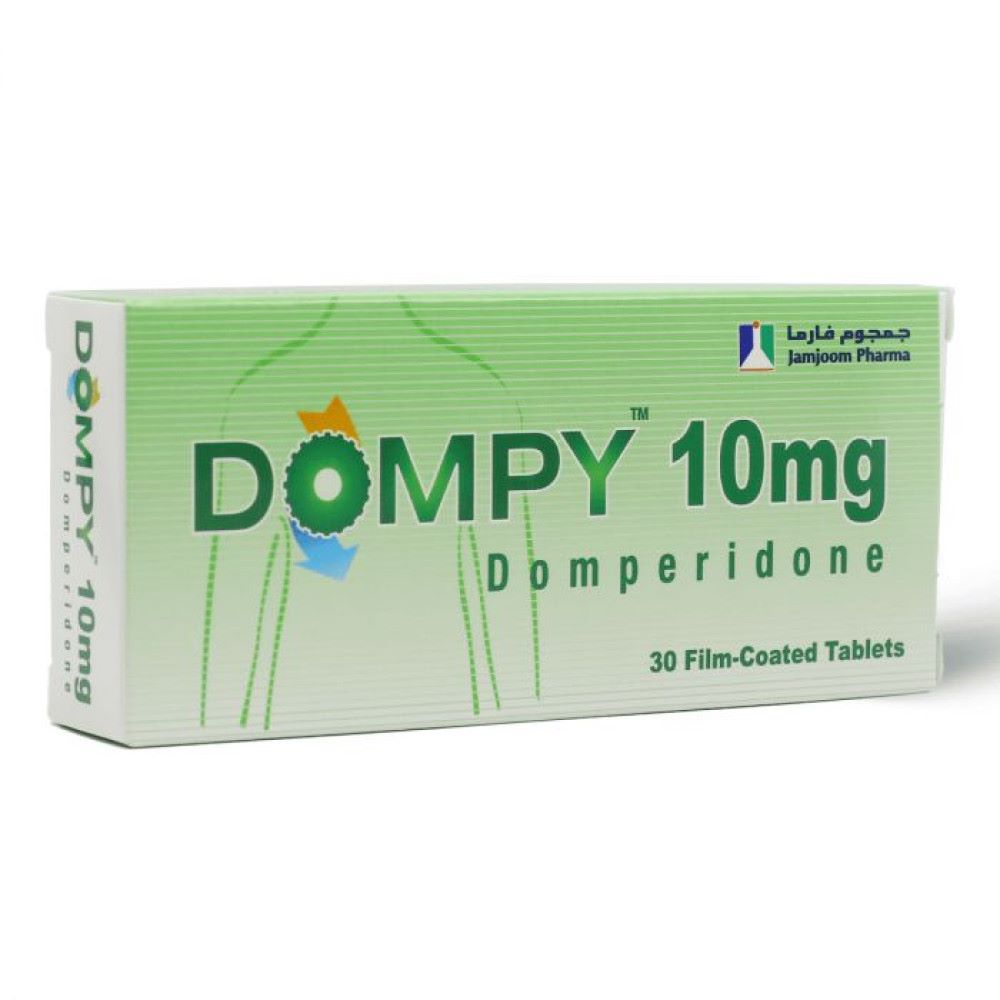 DOMPY 10mg
Domperidone
جمجوم فارما
Jamjoom Pharma
DOMPY™ 10mg
Domperidone
30 Film-Coated Tablets